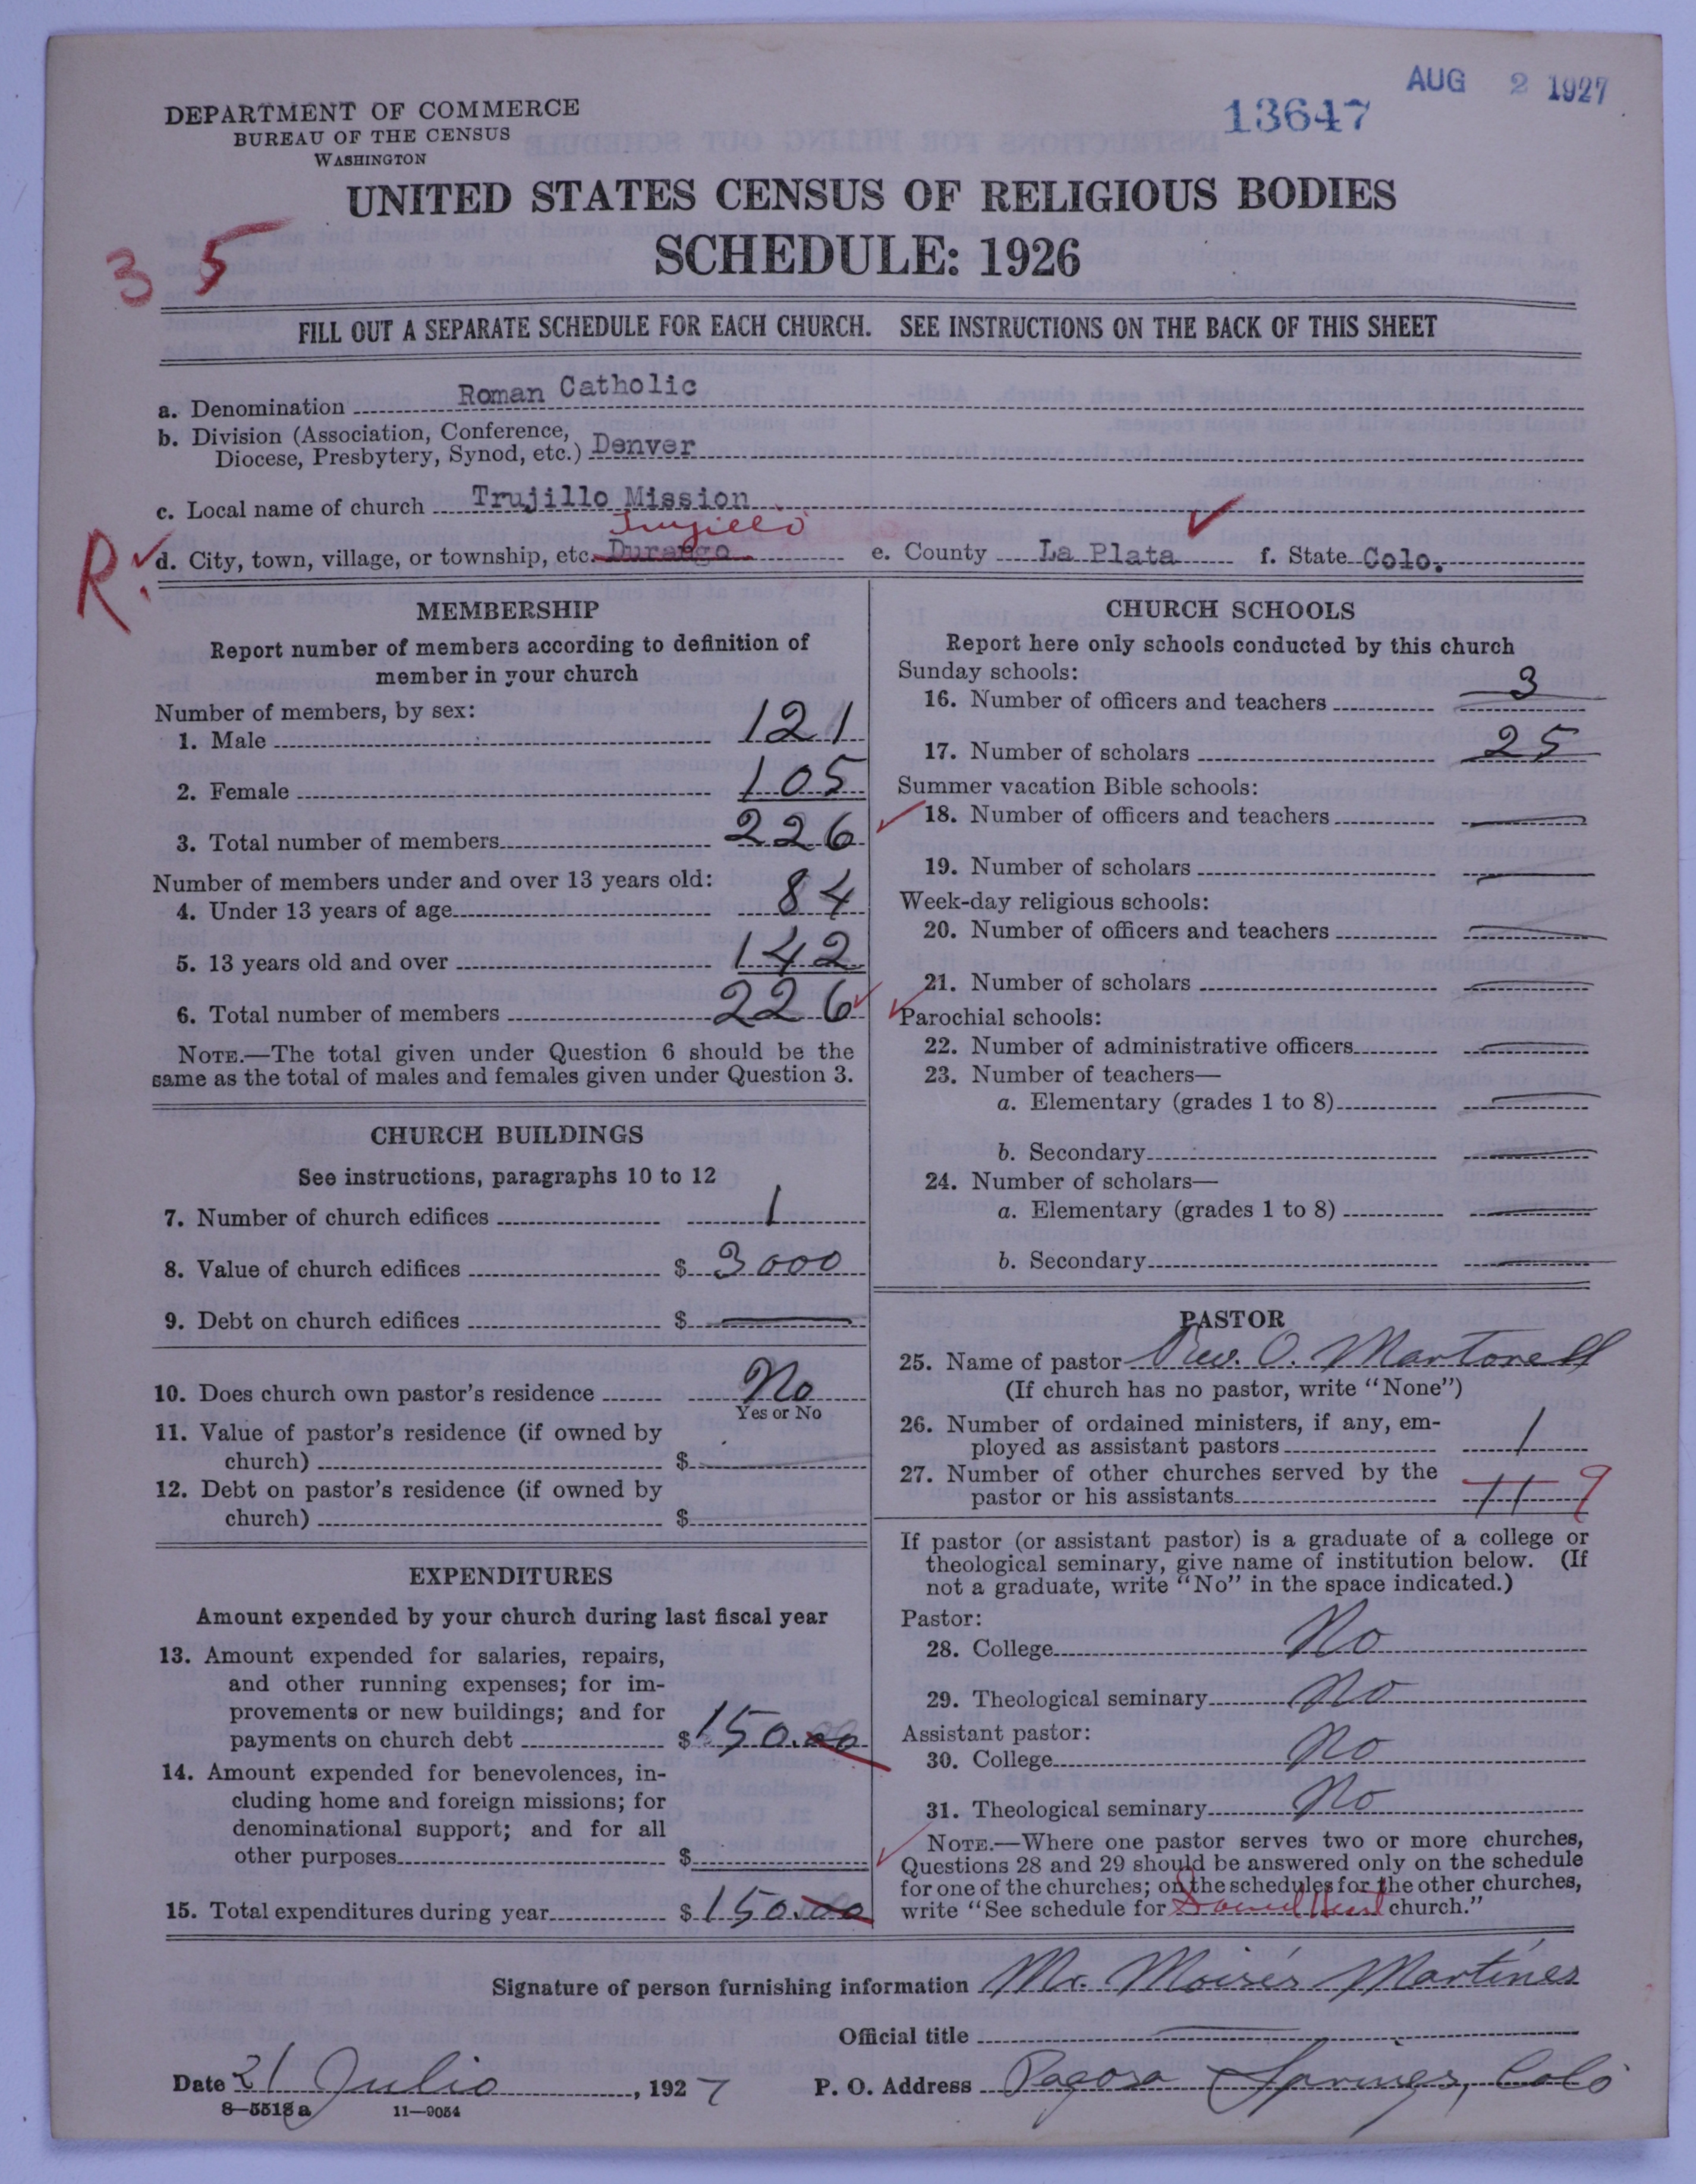 AUG 2 1927
13647
DEPARTMENT OF COMMERCE
BUREAU OF THE CENSUS
WASHINGTON
UNITED STATES CENSUS OF RELIGIOUS BODIES
SCHEDULE: 1926
35
FILL OUT A SEPARATE SCHEDULE FOR EACH CHURCH. SEE INSTRUCTIONS ON THE BACK OF THIS SHEET
a. Denomination Roman Catholic
b. Division (Association, Conference,
Diocese, Presbytery, Synod, etc.) Denver
c. Local name of church Trujillo Mission
Trujillo
R. d. City, town, village, or township, etc. Durango e. County La Plata f. State Colo.
MEMBERSHIP
Report number of members according to definition of
member in your church
Number of members, by sex:
1. Male 121
2. Female 105
3. Total number of members 226
Number of members under and over 13 years old:
4. Under 13 years of age 84
5. 13 years old and over 142
6. Total number of members 226
NOTE.—The total given under Question 6 should be the
same as the total of males and females given under Question 3.
CHURCH BUILDINGS
See instructions, paragraphs 10 to 12
7. Number of church edifices 1
8. Value of church edifices $ 3000
9. Debt on church edifices $
10. Does church own pastor's residence No
Yes or No
11. Value of pastor's residence (if owned by
church) $
12. Debt on pastor's residence (if owned by
church) $
EXPENDITURES
Amount expended by your church during last fiscal year
13. Amount expended for salaries, repairs,
and other running expenses; for im-
provements or new buildings; and for
payments on church debt $ 150.00
14. Amount expended for benevolences, in-
cluding home and foreign missions; for
denominational support; and for all
other purposes $
15. Total expenditures during year $ 150.00
CHURCH SCHOOLS
Report here only schools conducted by this church
Sunday schools:
16. Number of officers and teachers 3
17. Number of scholars 25
Summer vacation Bible schools:
18. Number of officers and teachers
19. Number of scholars
Week-day religious schools:
20. Number of officers and teachers
21. Number of scholars
Parochial schools:
22. Number of administrative officers
23. Number of teachers—
a. Elementary (grades 1 to 8)
b. Secondary
24. Number of scholars—
a. Elementary (grades 1 to 8)
b. Secondary
PASTOR
25. Name of pastor Rev. O. Martorell
(If church has no pastor, write "None")
26. Number of ordained ministers, if any, em-
ployed as assistant pastors 1
27. Number of other churches served by the
pastor or his assistants 11 9
If pastor (or assistant pastor) is a graduate of a college or
theological seminary, give name of institution below. (If
not a graduate, write "No" in the space indicated.)
Pastor:
28. College No
29. Theological seminary No
Assistant pastor:
30. College No
31. Theological seminary No
NOTE.—Where one pastor serves two or more churches,
Questions 28 and 29 should be answered only on the schedule
for one of the churches; on the schedules for the other churches,
write "See schedule for church."
Signature of person furnishing information Mr. Moisés Martínes
Official title
Date 21 Julio, 1927 P. O. Address Pagosa Springs, Colo
8—5518a 11—9054